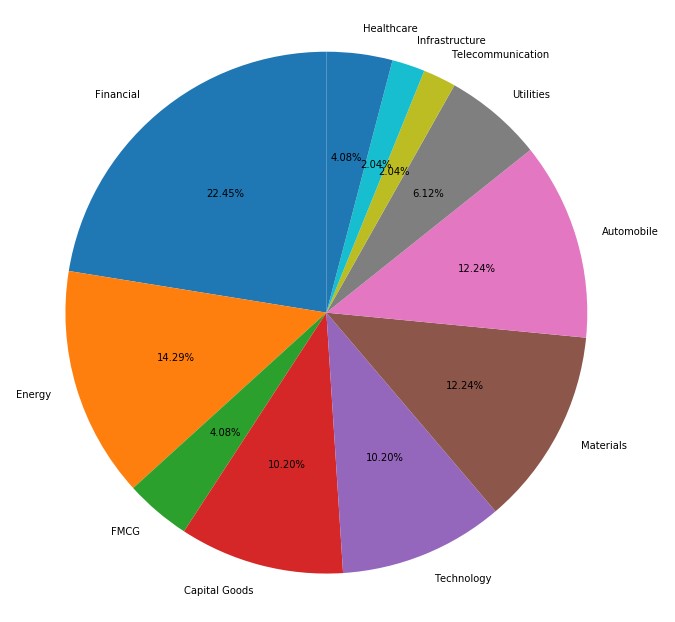 Healthcare
Infrastructure
Telecommunication
Financial
Utilities
4.08%
2.04%
2.04%
22.45%
6.12%
Automobile
12.24%
14.29%
12.24%
Energy
4.08%
Materials
10.20%
10.20%
FMCG
Technology
Capital Goods